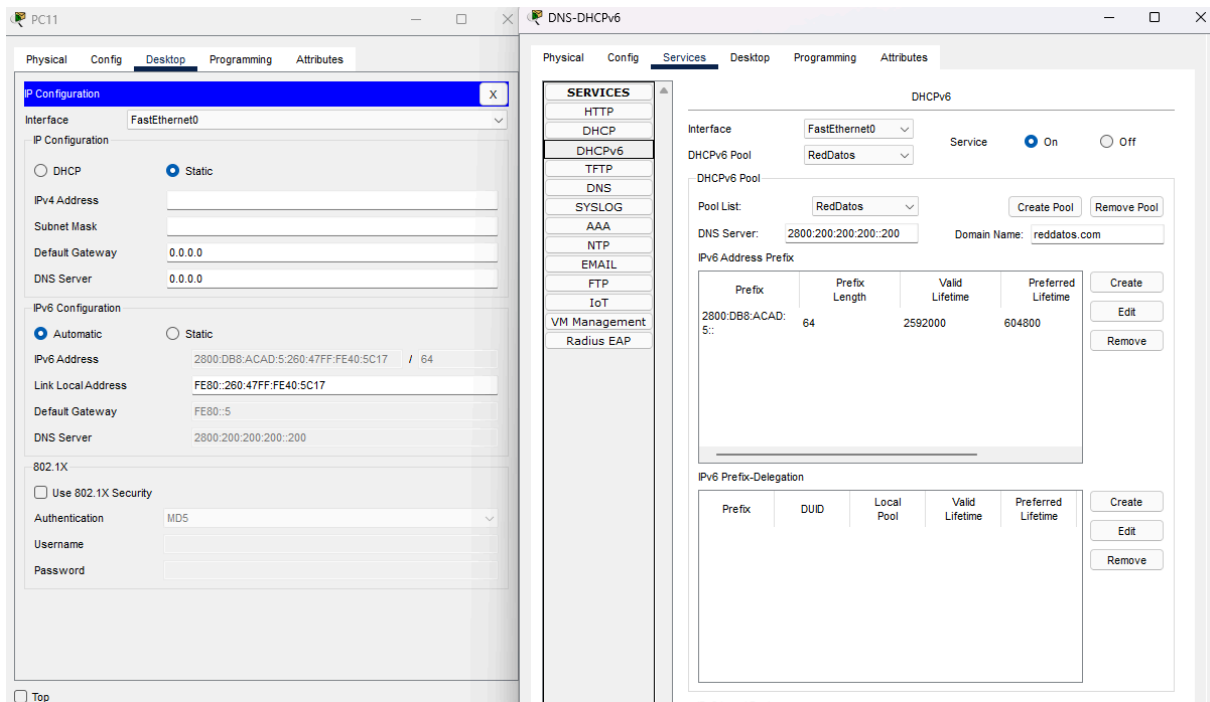 PC11
Physical Config Desktop Programming Attributes
IP Configuration X
Interface FastEthernet0
IP Configuration
DHCP Static
IPv4 Address
Subnet Mask
Default Gateway 0.0.0.0
DNS Server 0.0.0.0
IPv6 Configuration
Automatic Static
IPv6 Address 2800:DB8:ACAD:5:260:47FF:FE40:5C17 / 64
Link Local Address FE80::260:47FF:FE40:5C17
Default Gateway FE80::5
DNS Server 2800:200:200:200::200
802.1X
Use 802.1X Security
Authentication MD5
Username
Password
Top
DNS-DHCPv6
Physical Config Services Desktop Programming Attributes
SERVICES
HTTP
DHCP
DHCPv6
TFTP
DNS
SYSLOG
AAA
NTP
EMAIL
FTP
IoT
VM Management
Radius EAP
DHCPv6
Interface FastEthernet0 Service On Off
DHCPv6 Pool RedDatos
DHCPv6 Pool
Pool List: RedDatos Create Pool Remove Pool
DNS Server: 2800:200:200:200::200 Domain Name: reddatos.com
IPv6 Address Prefix
Prefix Prefix Length Valid Lifetime Preferred Lifetime
2800:DB8:ACAD:5:: 64 2592000 604800
Create
Edit
Remove
IPv6 Prefix-Delegation
Prefix DUID Local Pool Valid Lifetime Preferred Lifetime
Create
Edit
Remove